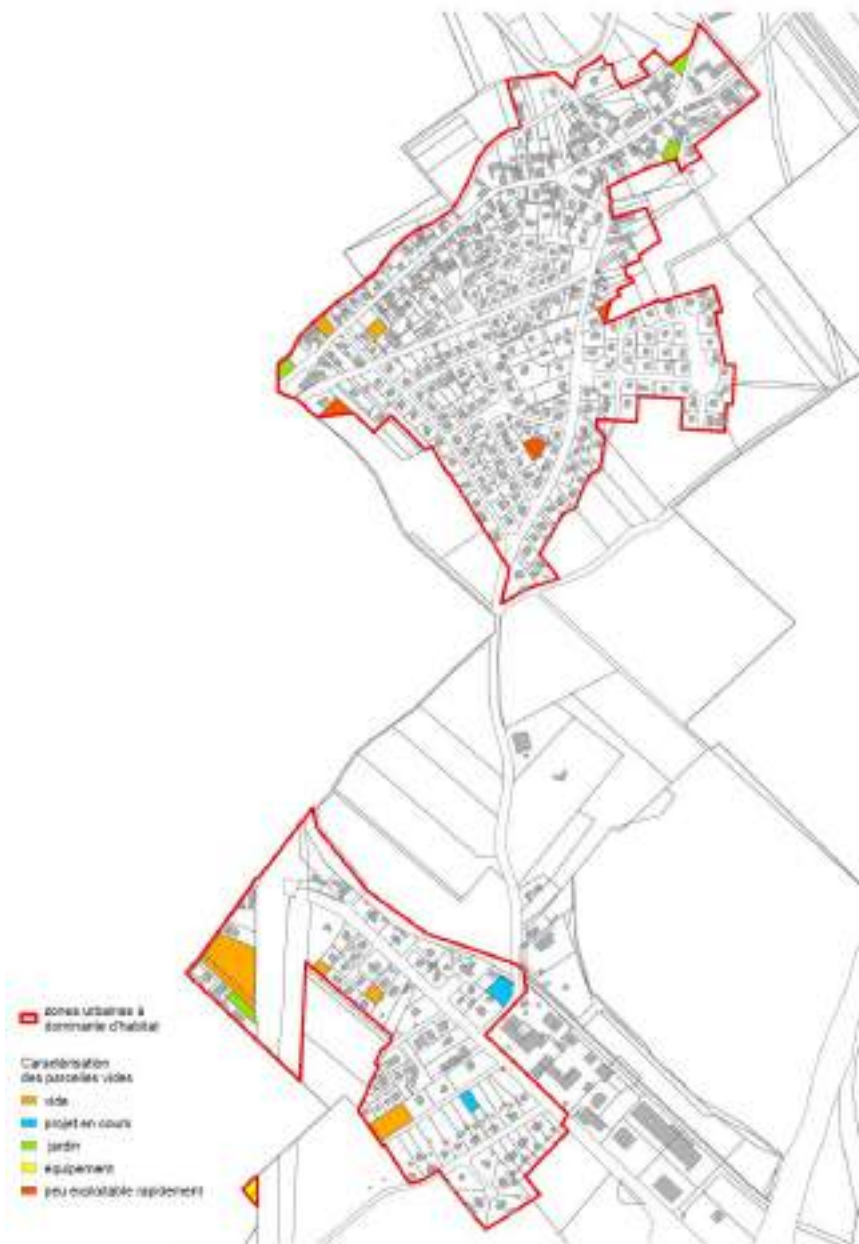 zones urbaines à
dominante d'habitat
Caractérisation
des parcelles vides
vide
projet en cours
jardin
équipement
peu exploitable rapidement